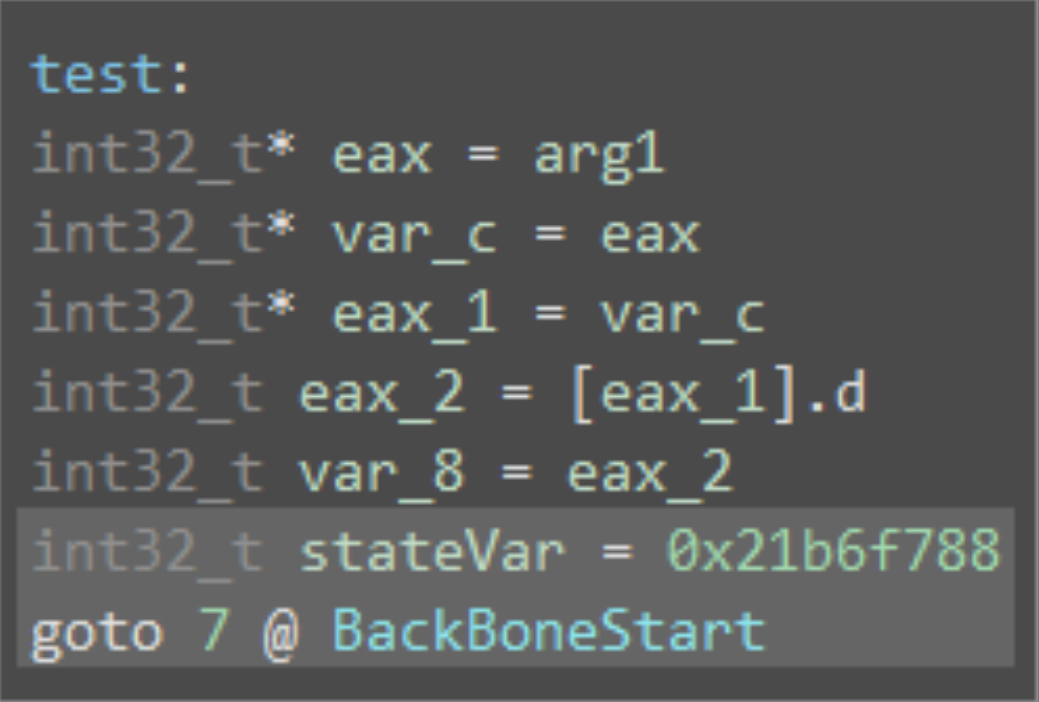 test:
int32_t* eax = arg1
int32_t* var_c = eax
int32_t* eax_1 = var_c
int32_t eax_2 = [eax_1].d
int32_t var_8 = eax_2
int32_t stateVar = 0x21b6f788
goto 7 @ BackBoneStart